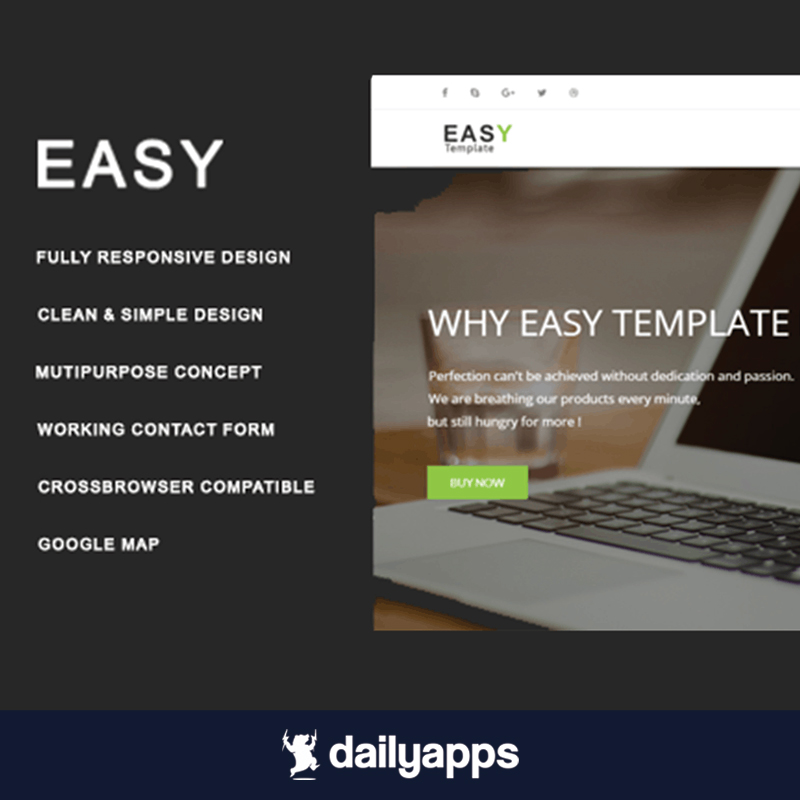 EASY
FULLY RESPONSIVE DESIGN
CLEAN & SIMPLE DESIGN
MUTIPURPOSE CONCEPT
WORKING CONTACT FORM
CROSSBROWSER COMPATIBLE
GOOGLE MAP
EASY
Template
WHY EASY TEMPLATE
Perfection can't be achieved without dedication and passion.
We are breathing our products every minute,
but still hungry for more !
BUY NOW
dailyapps